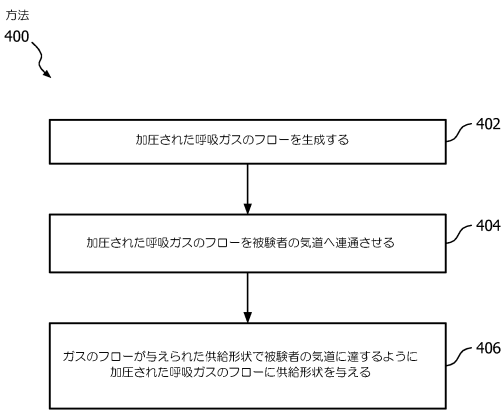 方法
400
加圧された呼吸ガスのフローを生成する
402
加圧された呼吸ガスのフローを被験者の気道へ連通させる
404
ガスのフローが与えられた供給形状で被験者の気道に達するように
加圧された呼吸ガスのフローに供給形状を与える
406